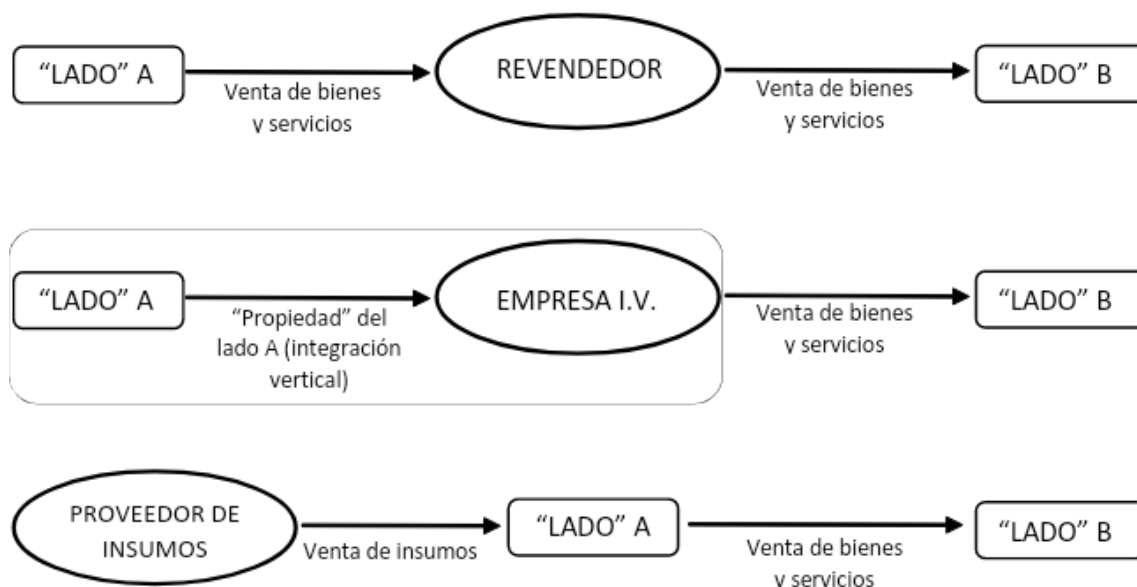 “LADO” A
Venta de bienes
y servicios
REVENDEDOR
Venta de bienes
y servicios
“LADO” B
“LADO” A
“Propiedad” del
lado A (integración
vertical)
EMPRESA I.V.
Venta de bienes
y servicios
“LADO” B
PROVEEDOR DE
INSUMOS
Venta de insumos
“LADO” A
Venta de bienes
y servicios
“LADO” B